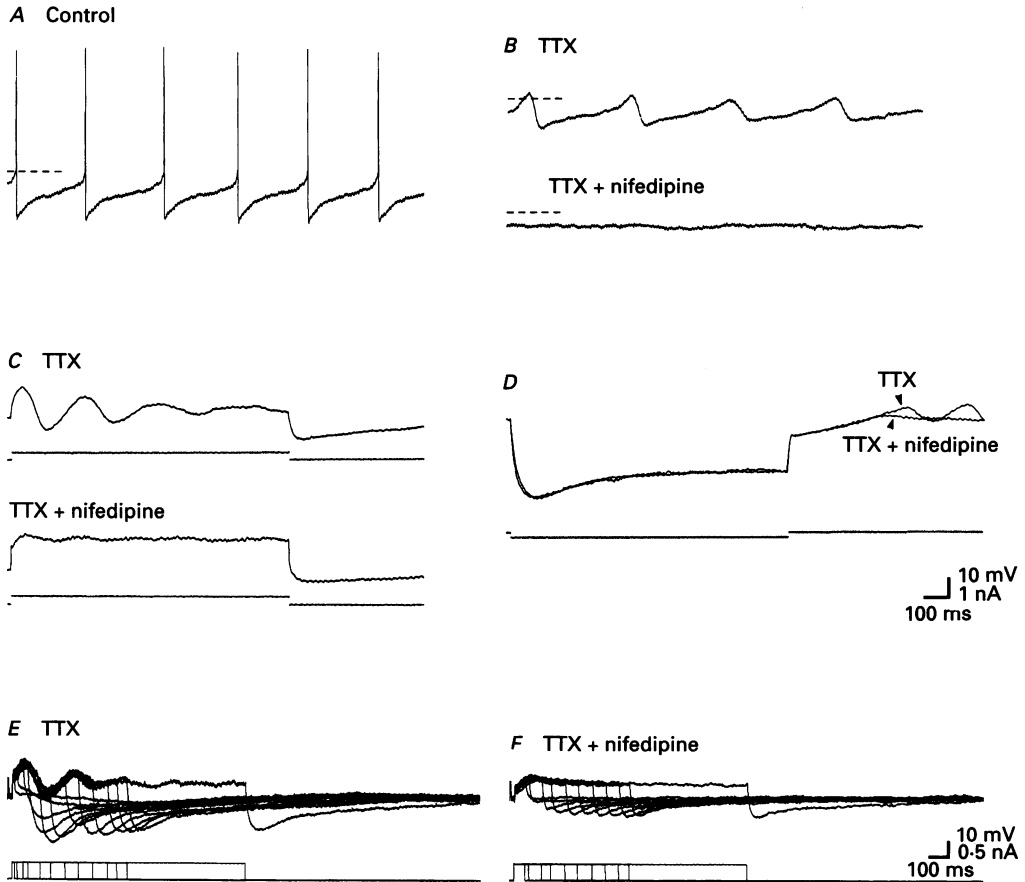 A Control
B TTX
TTX + nifedipine
C TTX
TTX + nifedipine
D
TTX
TTX + nifedipine
10 mV
1 nA
100 ms
E TTX
F TTX + nifedipine
10 mV
0·5 nA
100 ms